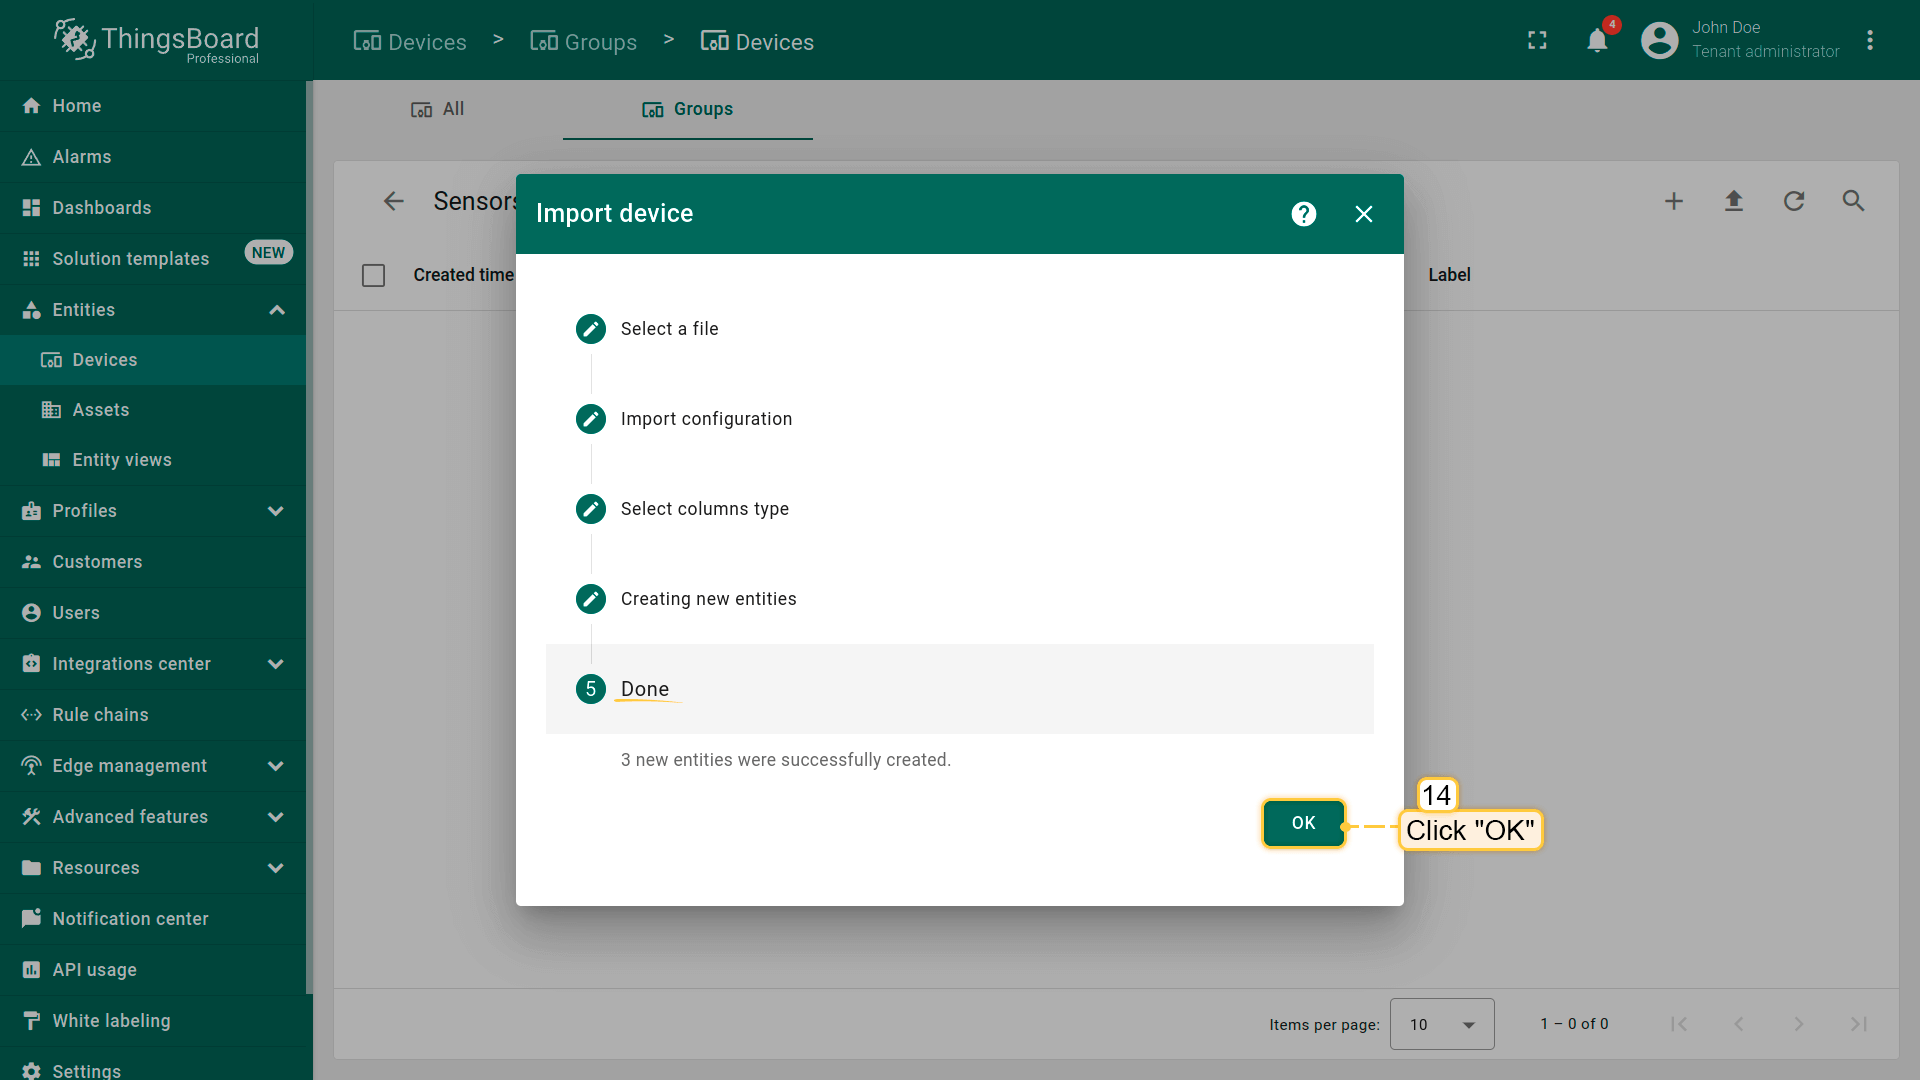 ThingsBoard
Professional
Devices > Groups > Devices
4
John Doe
Tenant administrator
Home
Alarms
Dashboards
Solution templates NEW
Entities
Devices
Assets
Entity views
Profiles
Customers
Users
Integrations center
Rule chains
Edge management
Advanced features
Resources
Notification center
API usage
White labeling
Settings
All
Groups
Sensors
Created time
Label
Import device
Select a file
Import configuration
Select columns type
Creating new entities
5 Done
3 new entities were successfully created.
OK
14
Click "OK"
Items per page: 10 1 – 0 of 0